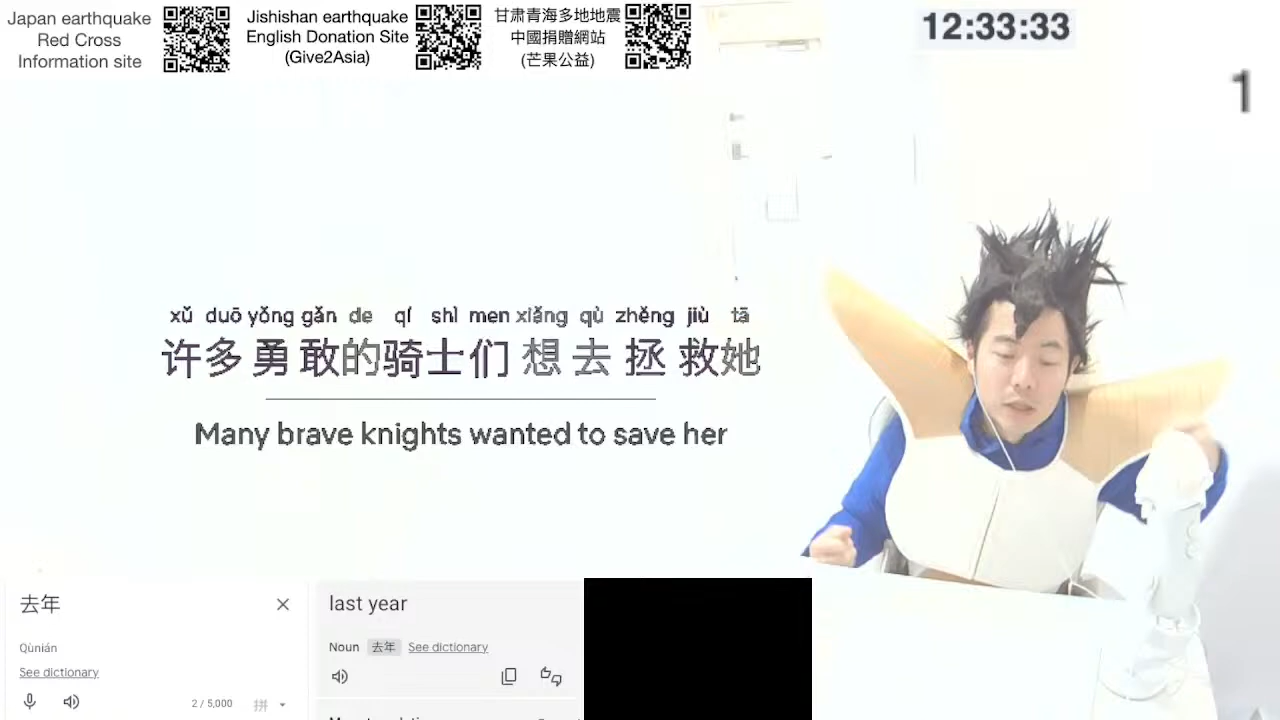 Japan earthquake
Red Cross
Information site
Jishishan earthquake
English Donation Site
(Give2Asia)
甘肅青海多地地震
中國捐贈網站
(芒果公益)
12:33:33
1
xǔ duō yǒng gǎn de qí shì men xiǎng qù zhěng jiù tā
许多勇敢的骑士们想去拯救她
Many brave knights wanted to save her
去年
Qùnián
See dictionary
2 / 5,000
拼
last year
Noun 去年 See dictionary